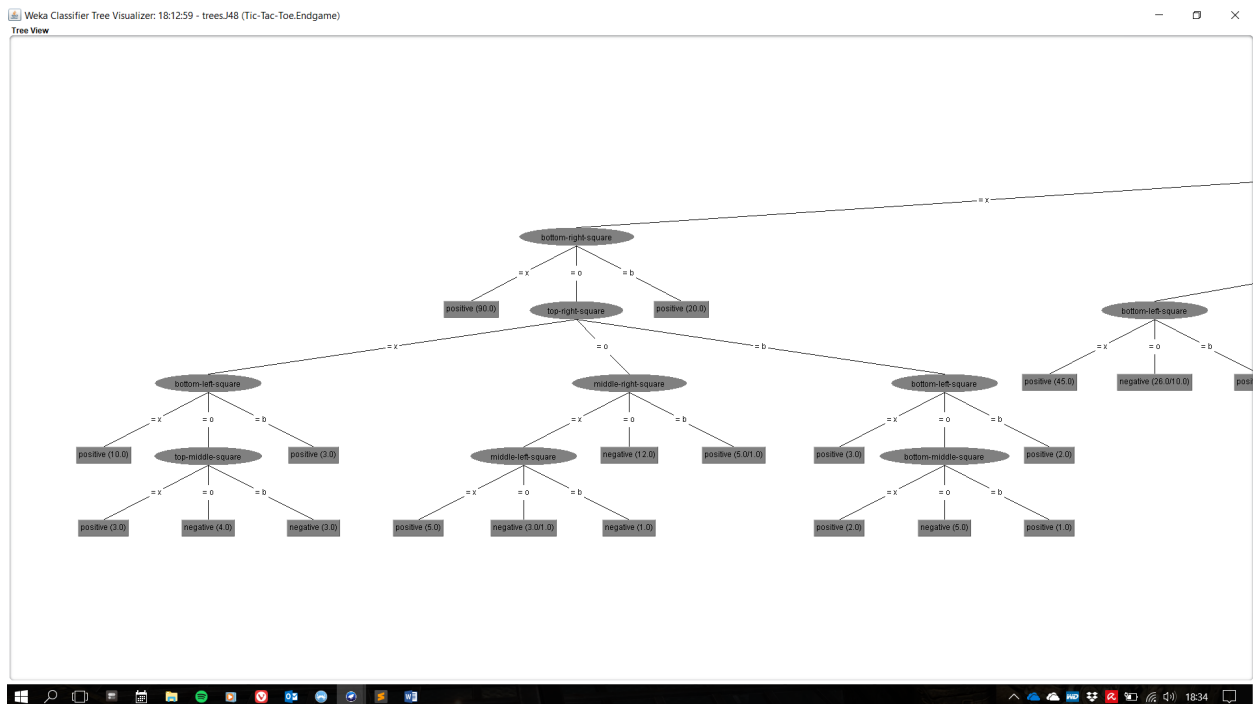 Weka Classifier Tree Visualizer: 18:12:59 - trees.J48 (Tic-Tac-Toe.Endgame)
Tree View
= x
bottom-right-square
= x = o = b
positive (90.0) top-right-square positive (20.0) bottom-left-square
= x = o = b = x = o = b
bottom-left-square middle-right-square bottom-left-square positive (45.0) negative (26.0/10.0) posi
= x = o = b = x = o = b = x = o = b
positive (10.0) top-middle-square positive (3.0) middle-left-square negative (12.0) positive (5.0/1.0) positive (3.0) bottom-middle-square positive (2.0)
= x = o = b = x = o = b = x = o = b
positive (3.0) negative (4.0) negative (3.0) positive (5.0) negative (3.0/1.0) negative (1.0) positive (2.0) negative (5.0) positive (1.0)
18:34